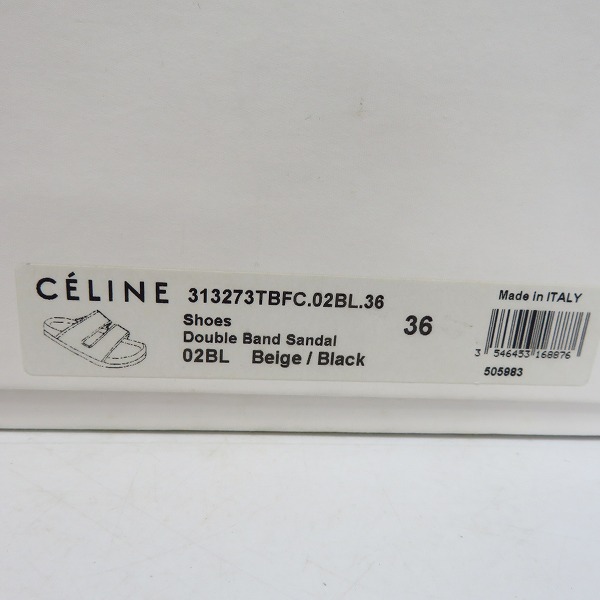 CÉLINE 313273TBFC.02BL.36
Shoes
Double Band Sandal
02BL Beige / Black
36
Made in ITALY
3 546453 168876
505983